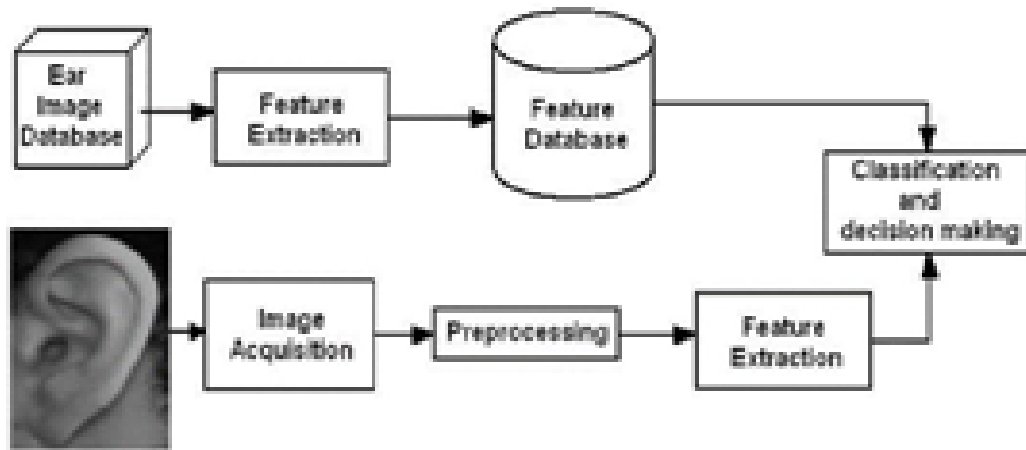 Ear
Image
Database
Feature
Extraction
Feature
Database
Classification
and
decision making
Image
Acquisition
Preprocessing
Feature
Extraction